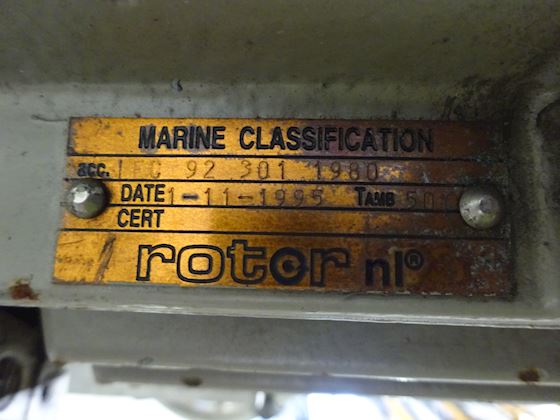 MARINE CLASSIFICATION
acc. IEC 92 301 1980
DATE 1-11-1995 TAMB 50
CERT
rotor nl®